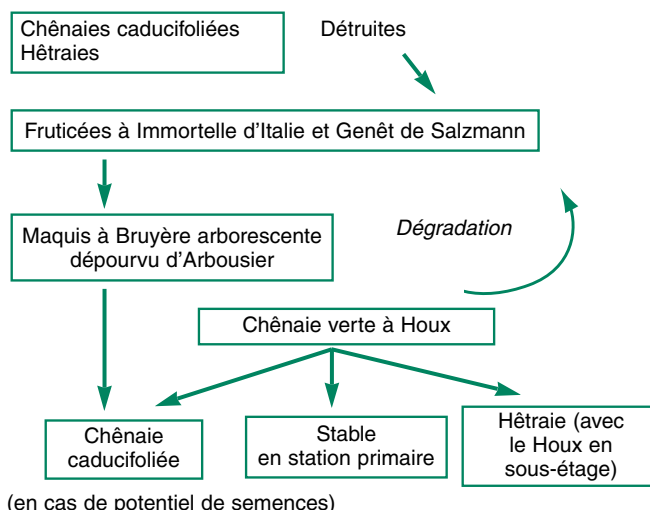 Chênaies caducifoliées
Hêtraies
Détruites
Fruticées à Immortelle d'Italie et Genêt de Salzmann
Maquis à Bruyère arborescente
dépourvu d'Arbousier
Dégradation
Chênaie verte à Houx
Chênaie
caducifoliée
Stable
en station primaire
Hêtraie (avec
le Houx en
sous-étage)
(en cas de potentiel de semences)